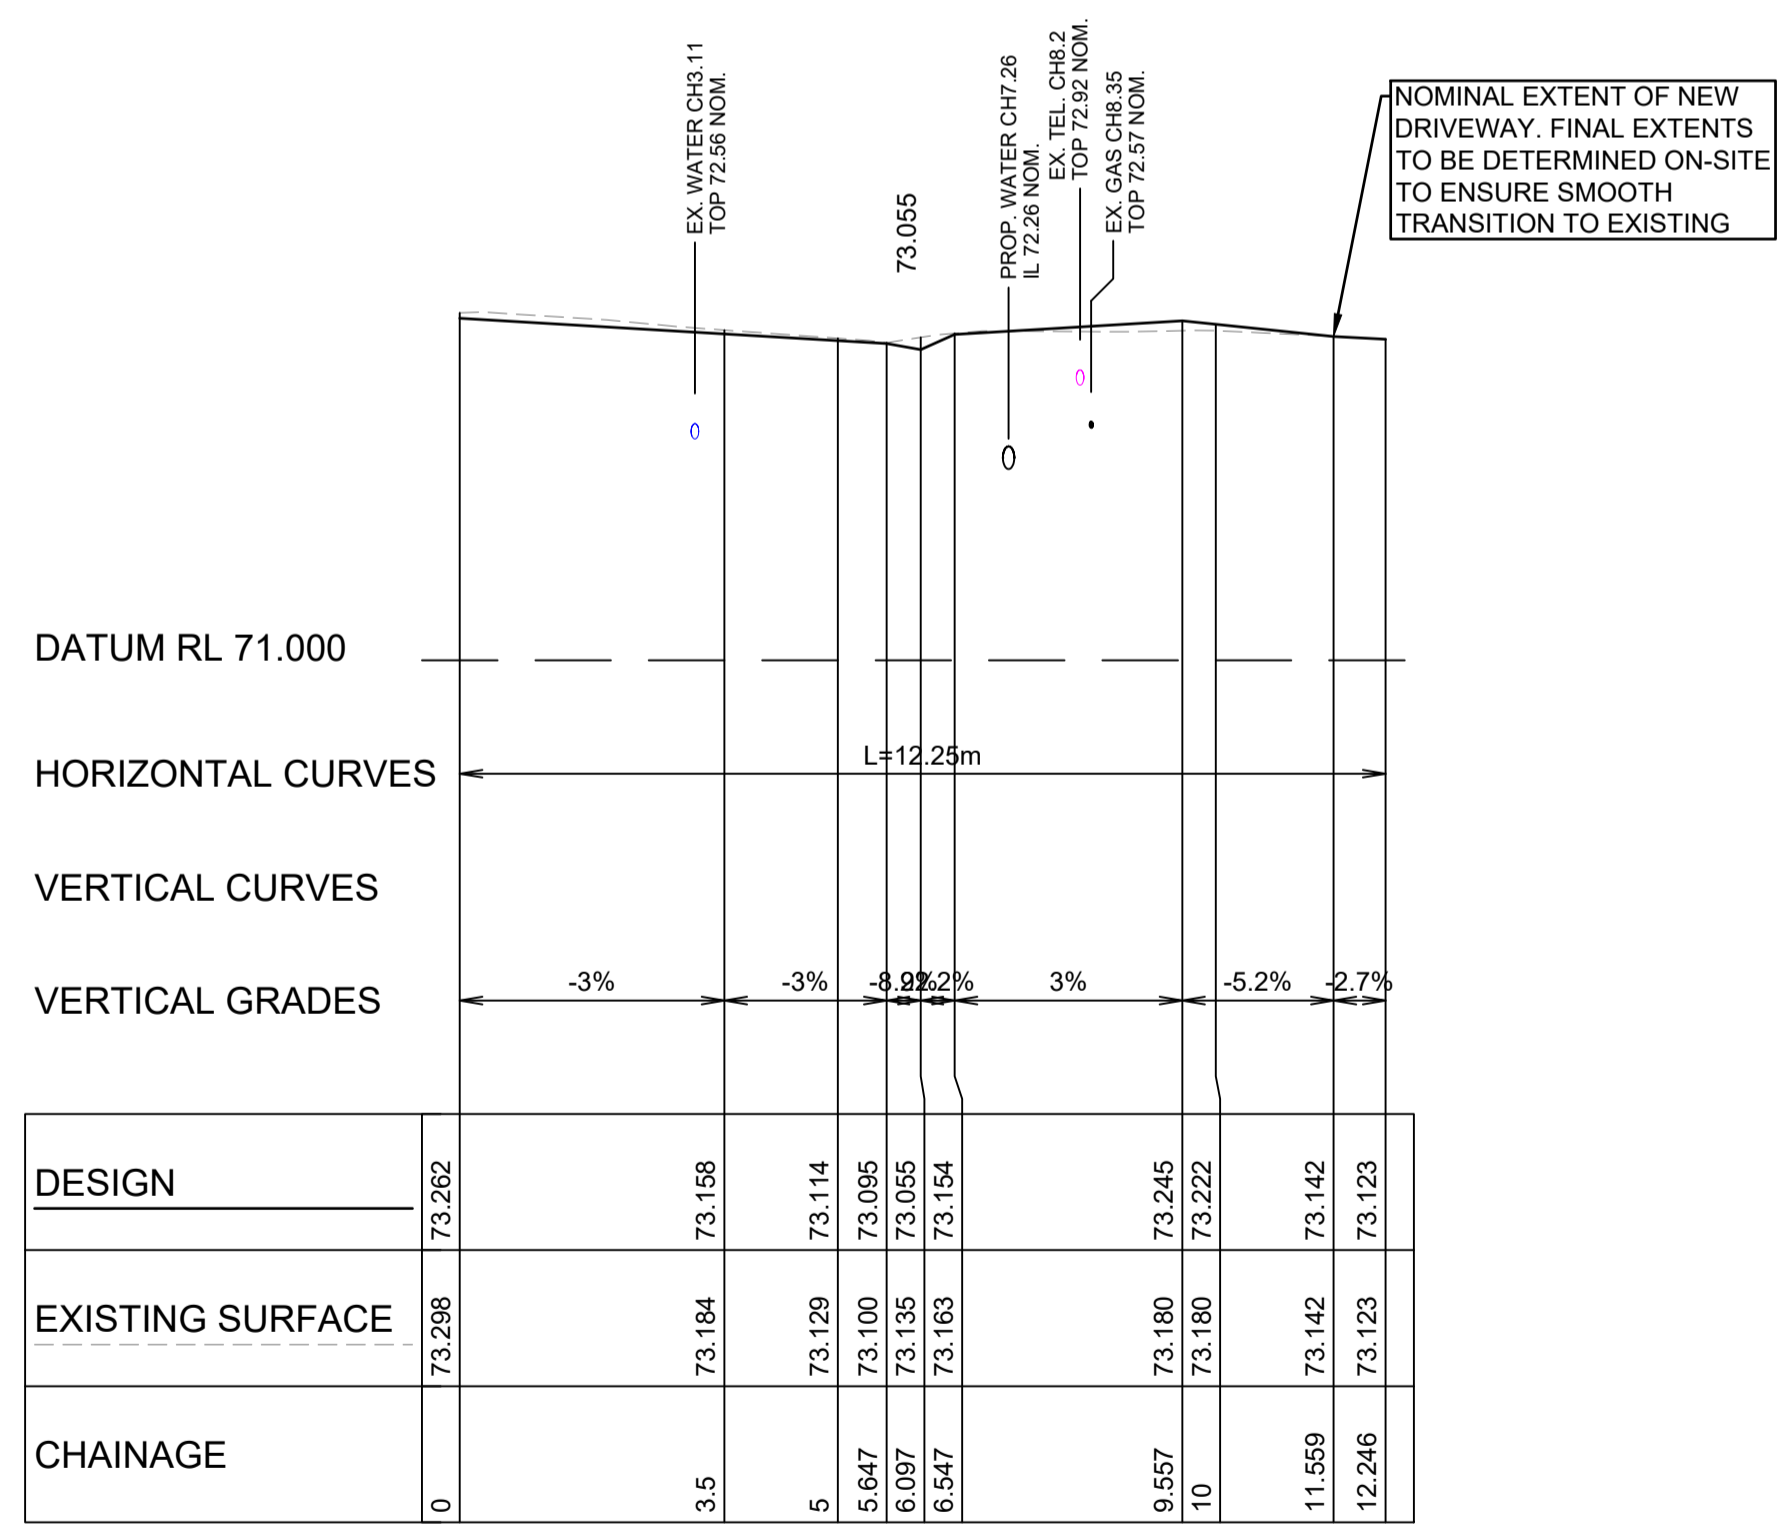 EX. WATER CH3.11
TOP 72.56 NOM.
73.055
PROP. WATER CH7.26
IL 72.26 NOM.
EX. TEL. CH8.2
TOP 72.92 NOM.
EX. GAS CH8.35
TOP 72.57 NOM.
NOMINAL EXTENT OF NEW
DRIVEWAY. FINAL EXTENTS
TO BE DETERMINED ON-SITE
TO ENSURE SMOOTH
TRANSITION TO EXISTING
DATUM RL 71.000
HORIZONTAL CURVES
L=12.25m
VERTICAL CURVES
VERTICAL GRADES
-3% -3% 3% -5.2% -2.7%
DESIGN 73.262 73.158 73.114 73.095 73.055 73.154 73.245 73.222 73.142 73.123
EXISTING SURFACE 73.298 73.184 73.129 73.100 73.135 73.163 73.180 73.180 73.142 73.123
CHAINAGE 0 3.5 5 5.647 6.097 6.547 9.557 10 11.559 12.246